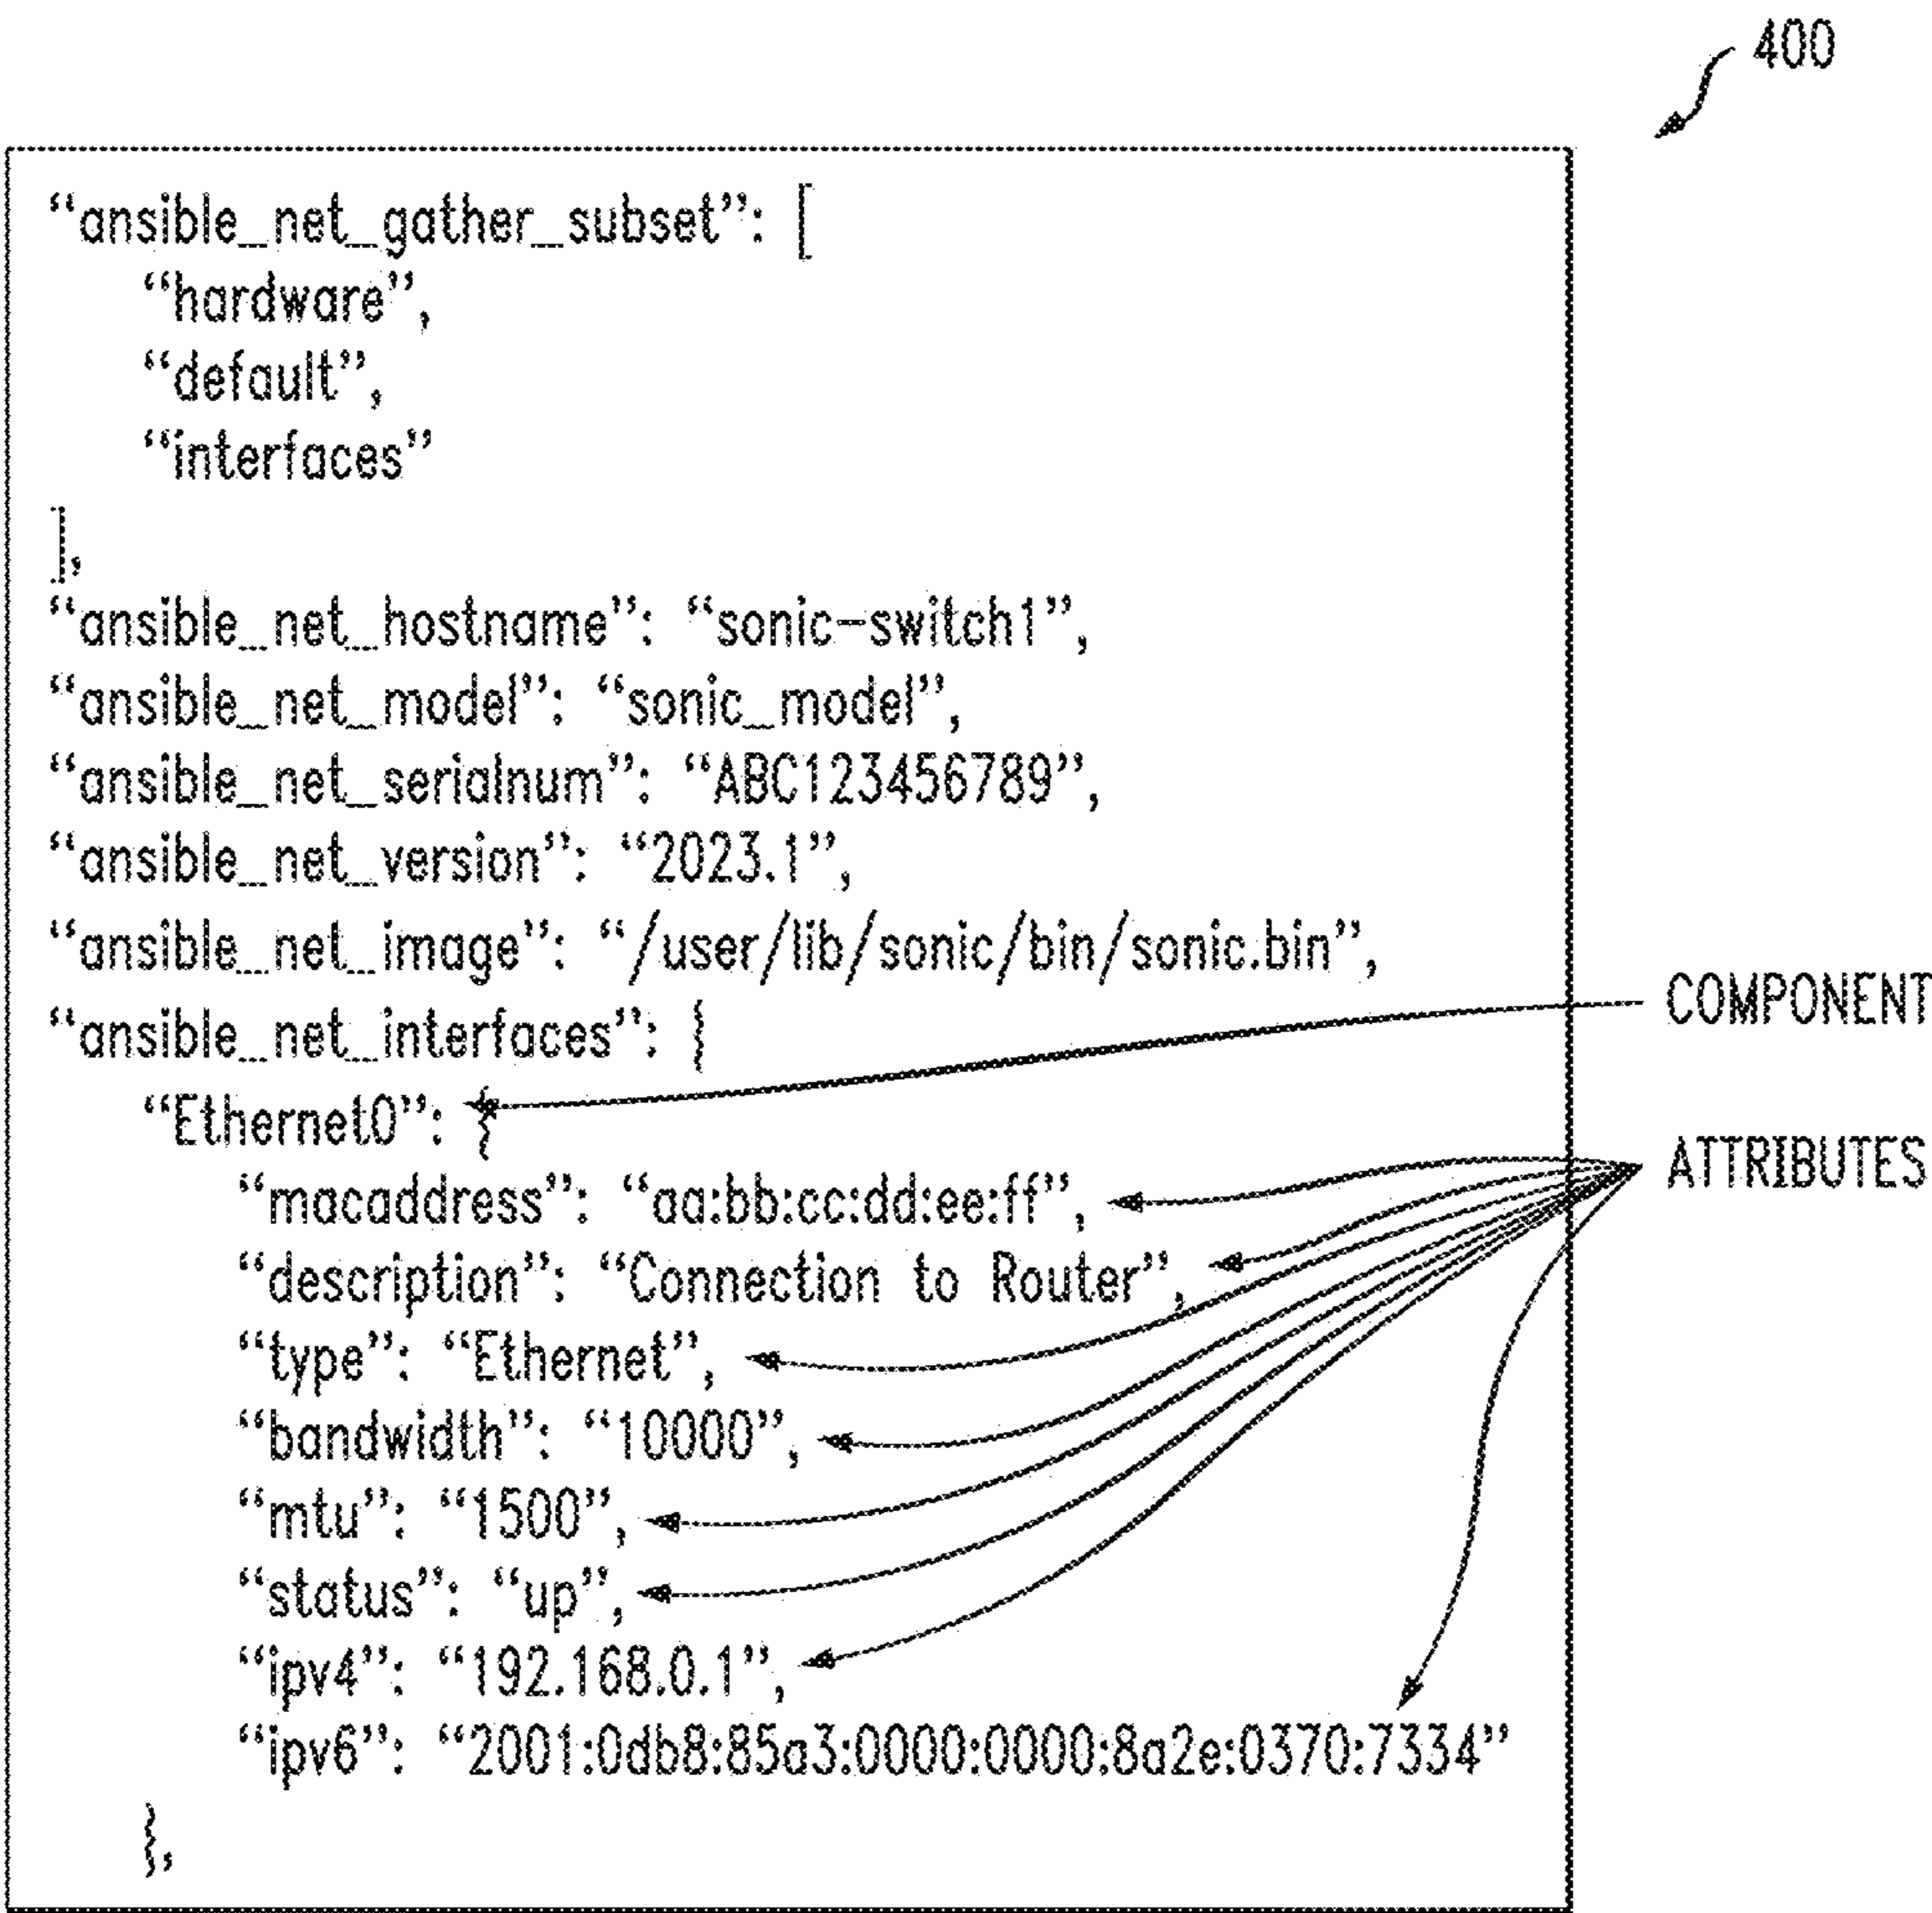 400
“ansible_net_gather_subset”: [
“hardware”,
“default”,
“interfaces”
],
“ansible_net_hostname”: “sonic-switch1”,
“ansible_net_model”: “sonic_model”,
“ansible_net_serialnum”: “ABC123456789”,
“ansible_net_version”: “2023.1”,
“ansible_net_image”: “/user/lib/sonic/bin/sonic.bin”,
“ansible_net_interfaces”: {
COMPONENT
“Ethernet0”: {
ATTRIBUTES
“macaddress”: “aa:bb:cc:dd:ee:ff”,
“description”: “Connection to Router”,
“type”: “Ethernet”,
“bandwidth”: “10000”,
“mtu”: “1500”,
“status”: “up”,
“ipv4”: “192.168.0.1”,
“ipv6”: “2001:0db8:85a3:0000:0000:8a2e:0370:7334”
},